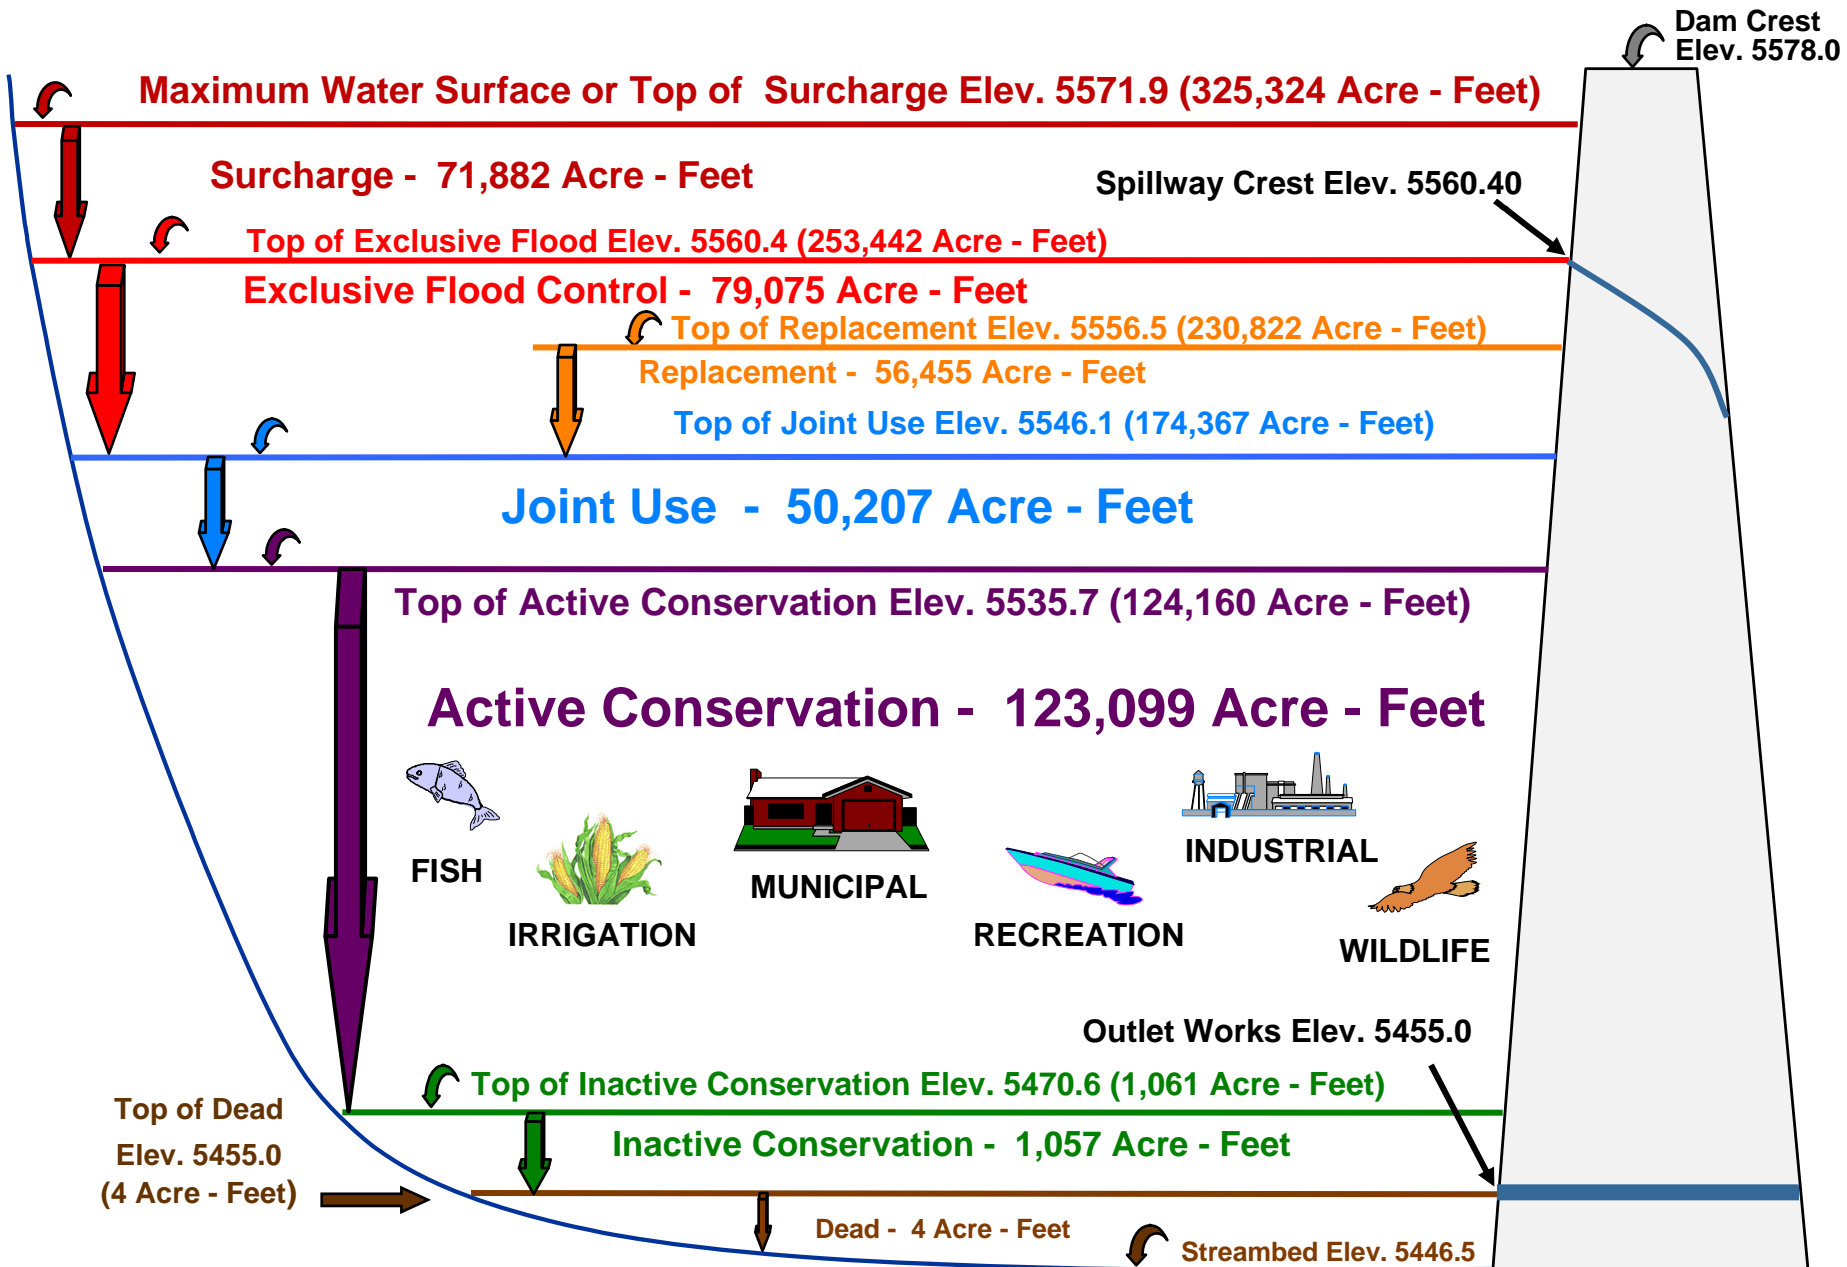 Dam Crest
Elev. 5578.0
Maximum Water Surface or Top of Surcharge Elev. 5571.9 (325,324 Acre - Feet)
Surcharge - 71,882 Acre - Feet
Spillway Crest Elev. 5560.40
Top of Exclusive Flood Elev. 5560.4 (253,442 Acre - Feet)
Exclusive Flood Control - 79,075 Acre - Feet
Top of Replacement Elev. 5556.5 (230,822 Acre - Feet)
Replacement - 56,455 Acre - Feet
Top of Joint Use Elev. 5546.1 (174,367 Acre - Feet)
Joint Use - 50,207 Acre - Feet
Top of Active Conservation Elev. 5535.7 (124,160 Acre - Feet)
Active Conservation - 123,099 Acre - Feet
FISH
IRRIGATION
MUNICIPAL
RECREATION
INDUSTRIAL
WILDLIFE
Outlet Works Elev. 5455.0
Top of Inactive Conservation Elev. 5470.6 (1,061 Acre - Feet)
Inactive Conservation - 1,057 Acre - Feet
Top of Dead
Elev. 5455.0
(4 Acre - Feet)
Dead - 4 Acre - Feet
Streambed Elev. 5446.5